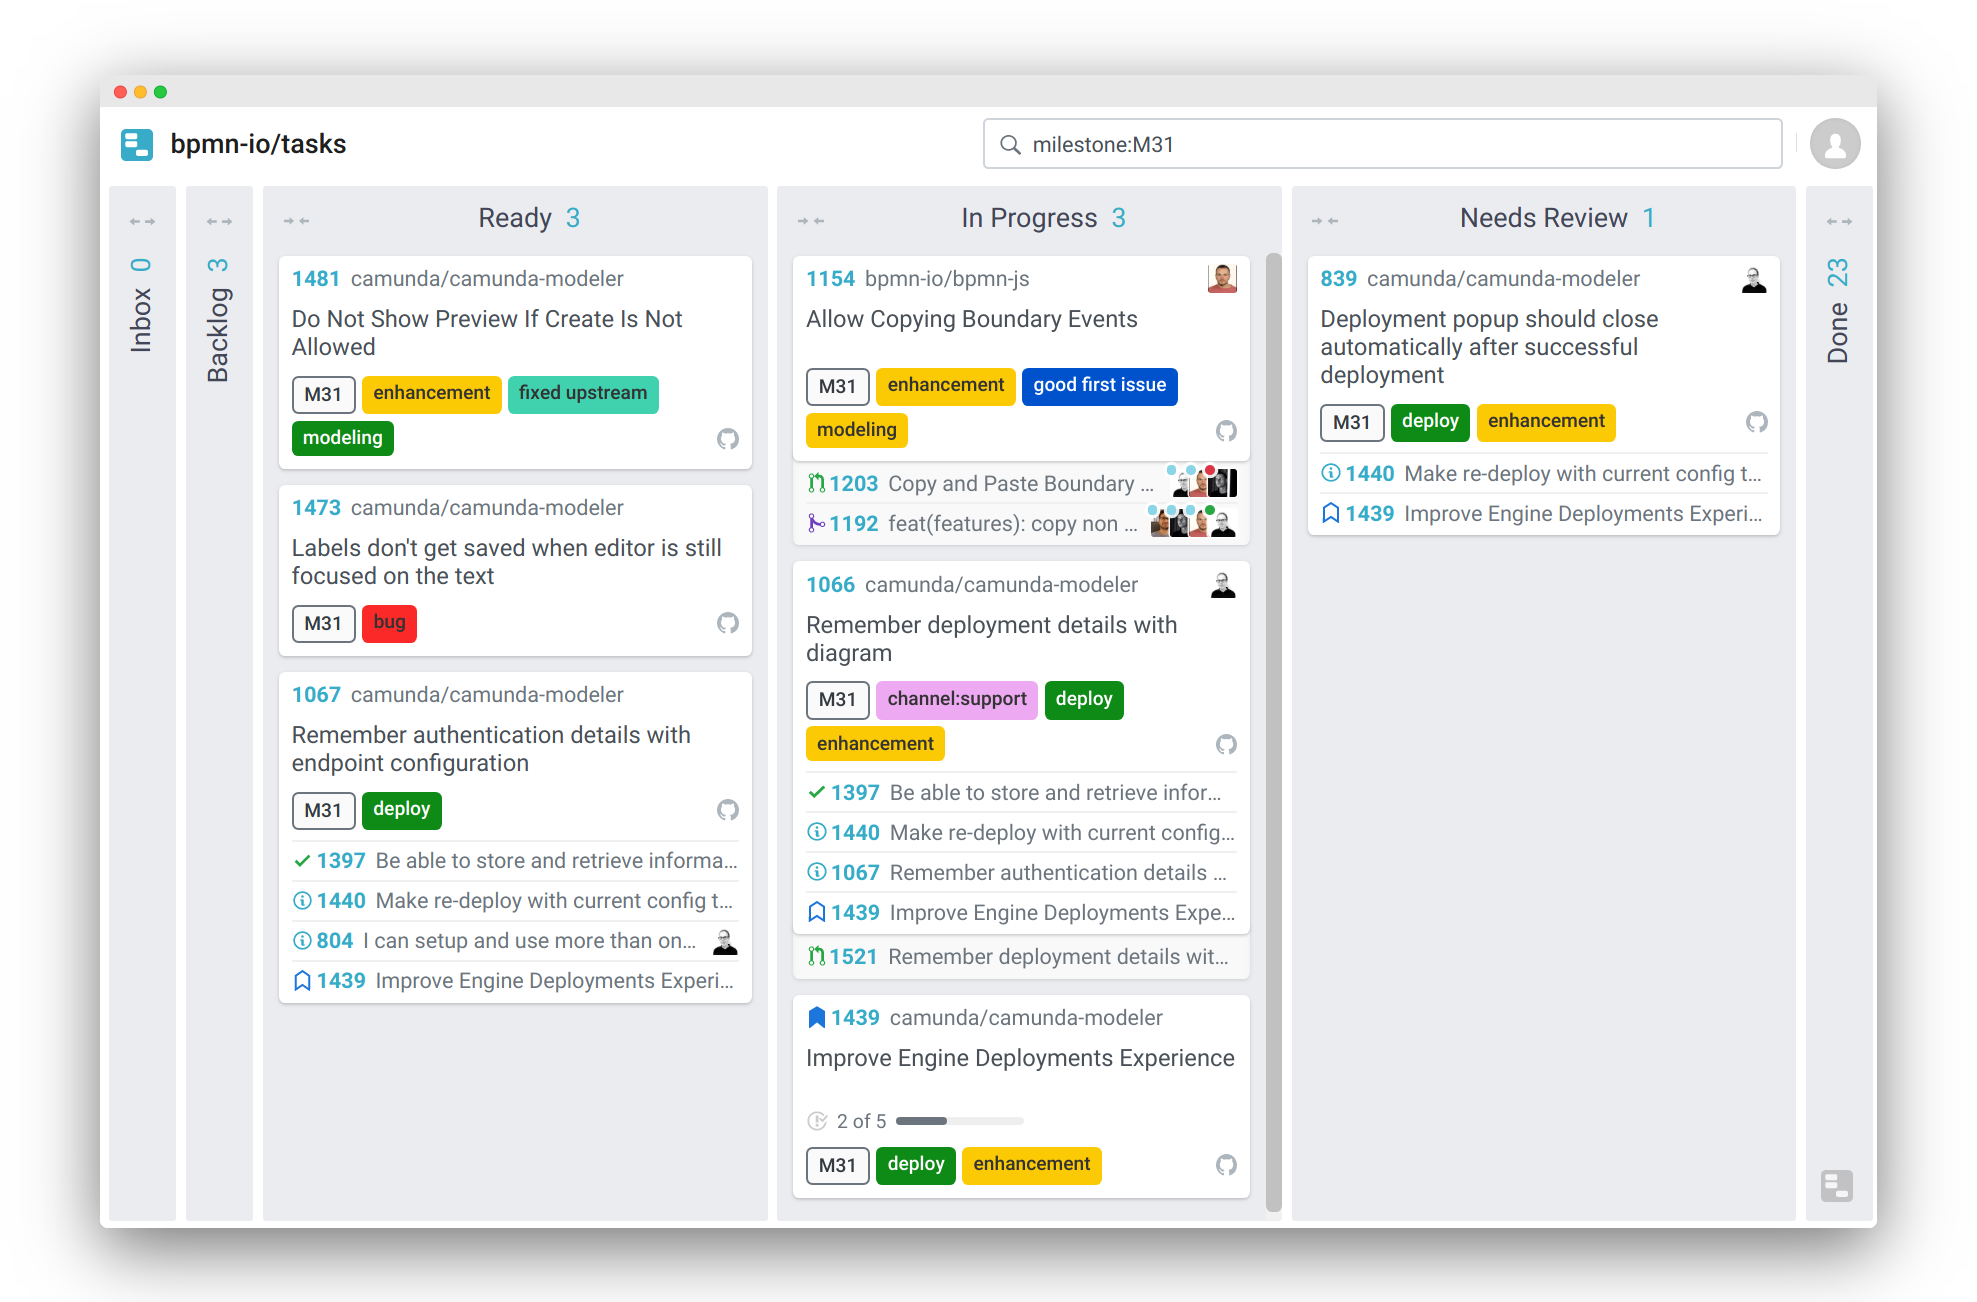 bpmn-io/tasks
milestone:M31
Inbox 0
Backlog 3
Ready 3
1481 camunda/camunda-modeler
Do Not Show Preview If Create Is Not
Allowed
M31 enhancement fixed upstream
modeling
1473 camunda/camunda-modeler
Labels don't get saved when editor is still
focused on the text
M31 bug
1067 camunda/camunda-modeler
Remember authentication details with
endpoint configuration
M31 deploy
1397 Be able to store and retrieve informa...
1440 Make re-deploy with current config t...
804 I can setup and use more than on...
1439 Improve Engine Deployments Experi...
In Progress 3
1154 bpmn-io/bpmn-js
Allow Copying Boundary Events
M31 enhancement good first issue
modeling
1203 Copy and Paste Boundary ...
1192 feat(features): copy non ...
1066 camunda/camunda-modeler
Remember deployment details with
diagram
M31 channel:support deploy
enhancement
1397 Be able to store and retrieve infor...
1440 Make re-deploy with current config...
1067 Remember authentication details ...
1439 Improve Engine Deployments Expe...
1521 Remember deployment details wit...
1439 camunda/camunda-modeler
Improve Engine Deployments Experience
2 of 5
M31 deploy enhancement
Needs Review 1
839 camunda/camunda-modeler
Deployment popup should close
automatically after successful
deployment
M31 deploy enhancement
1440 Make re-deploy with current config t...
1439 Improve Engine Deployments Experi...
Done 23